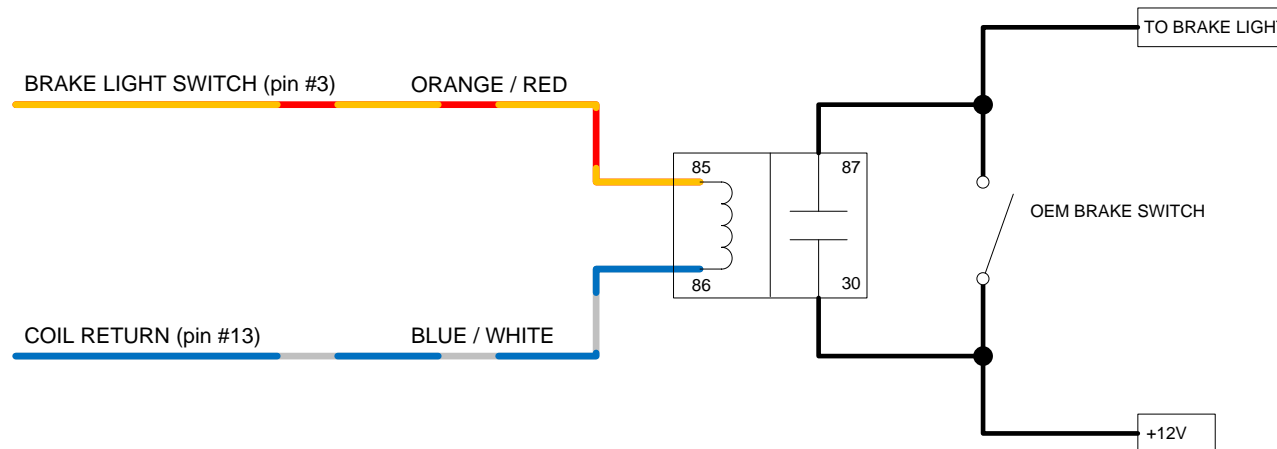 TO BRAKE LIGHT
BRAKE LIGHT SWITCH (pin #3)
ORANGE / RED
85
87
OEM BRAKE SWITCH
86
30
COIL RETURN (pin #13)
BLUE / WHITE
+12V